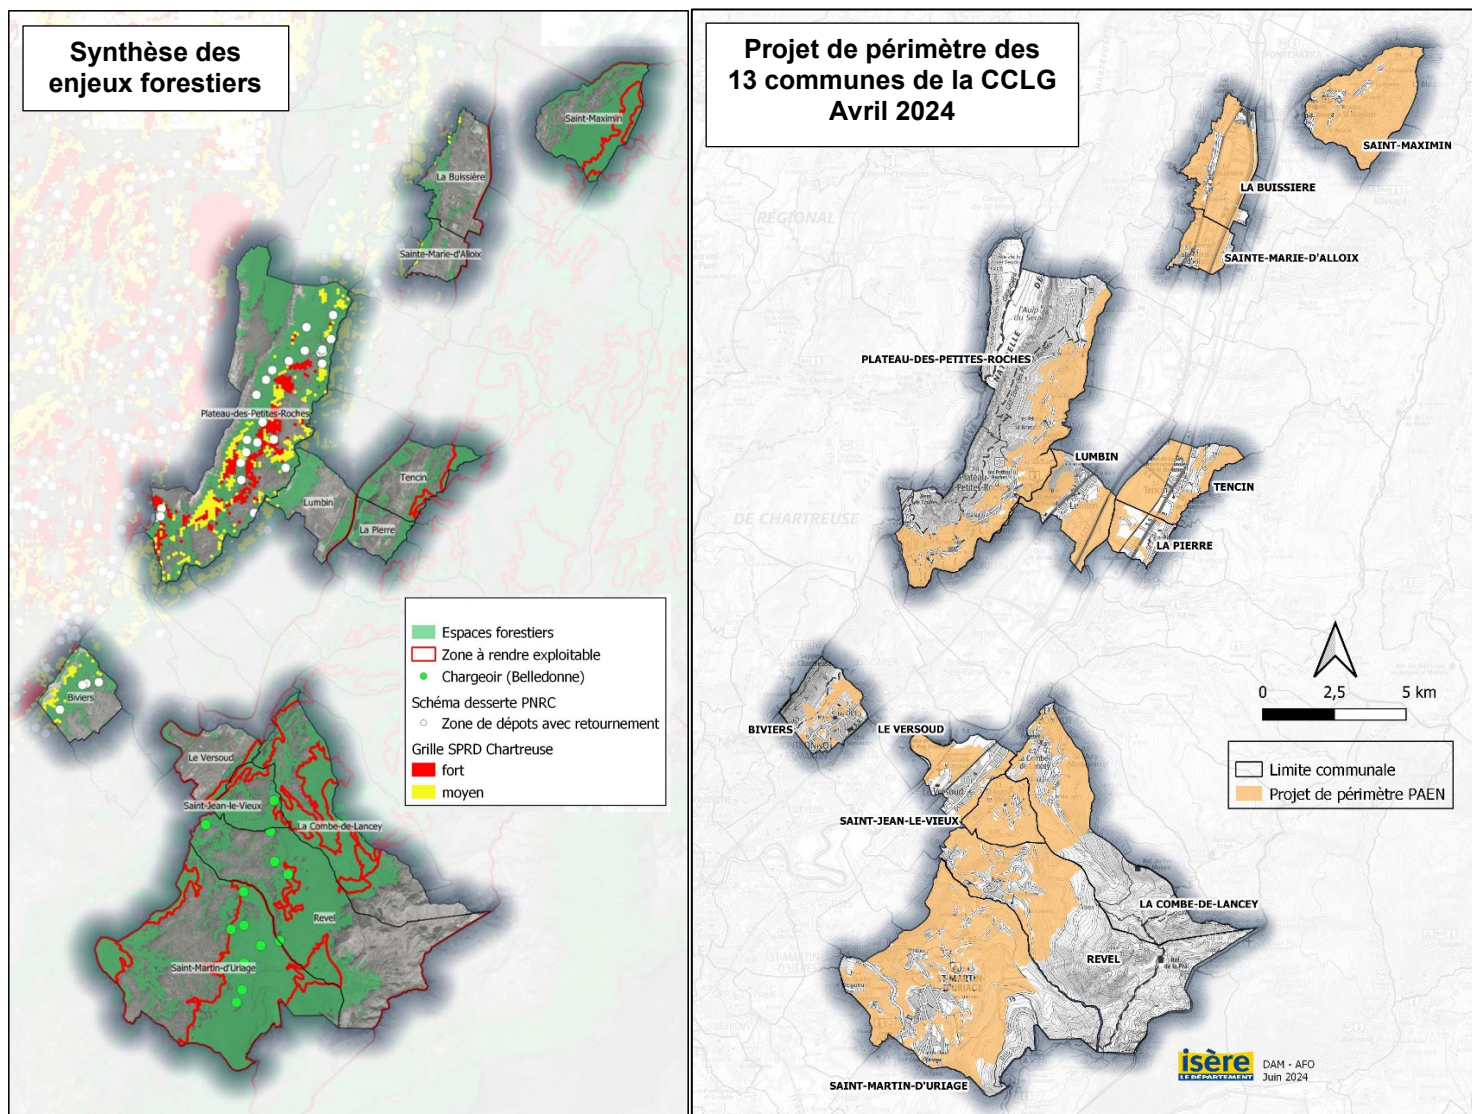 Synthèse des
enjeux forestiers
Saint-Maximin
La Buissière
Sainte-Marie-d'Alloix
Plateau-des-Petites-Roches
Tencin
Lumbin
La Pierre
Biviers
Le Versoud
Saint-Jean-le-Vieux
La Combe-de-Lancey
Revel
Saint-Martin-d'Uriage
Espaces forestiers
Zone à rendre exploitable
Chargeoir (Belledonne)
Schéma desserte PNRC
Zone de dépots avec retournement
Grille SPRD Chartreuse
fort
moyen
Projet de périmètre des
13 communes de la CCLG
Avril 2024
SAINT-MAXIMIN
LA BUISSIERE
RÉGIONAL
SAINTE-MARIE-D'ALLOIX
PLATEAU-DES-PETITES-ROCHES
LUMBIN
TENCIN
DE CHARTREUSE
LA PIERRE
BIVIERS
LE VERSOUD
SAINT-JEAN-LE-VIEUX
LA COMBE-DE-LANCEY
REVEL
SAINT-MARTIN-D'URIAGE
0 2,5 5 km
Limite communale
Projet de périmètre PAEN
isère
LE DÉPARTEMENT
DAM - AFO
Juin 2024